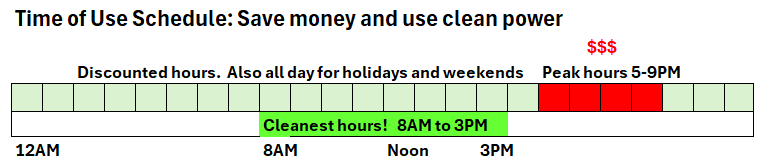 Time of Use Schedule: Save money and use clean power
$$$
Discounted hours.  Also all day for holidays and weekends
Peak hours 5-9PM
Cleanest hours!  8AM to 3PM
12AM
8AM
Noon
3PM